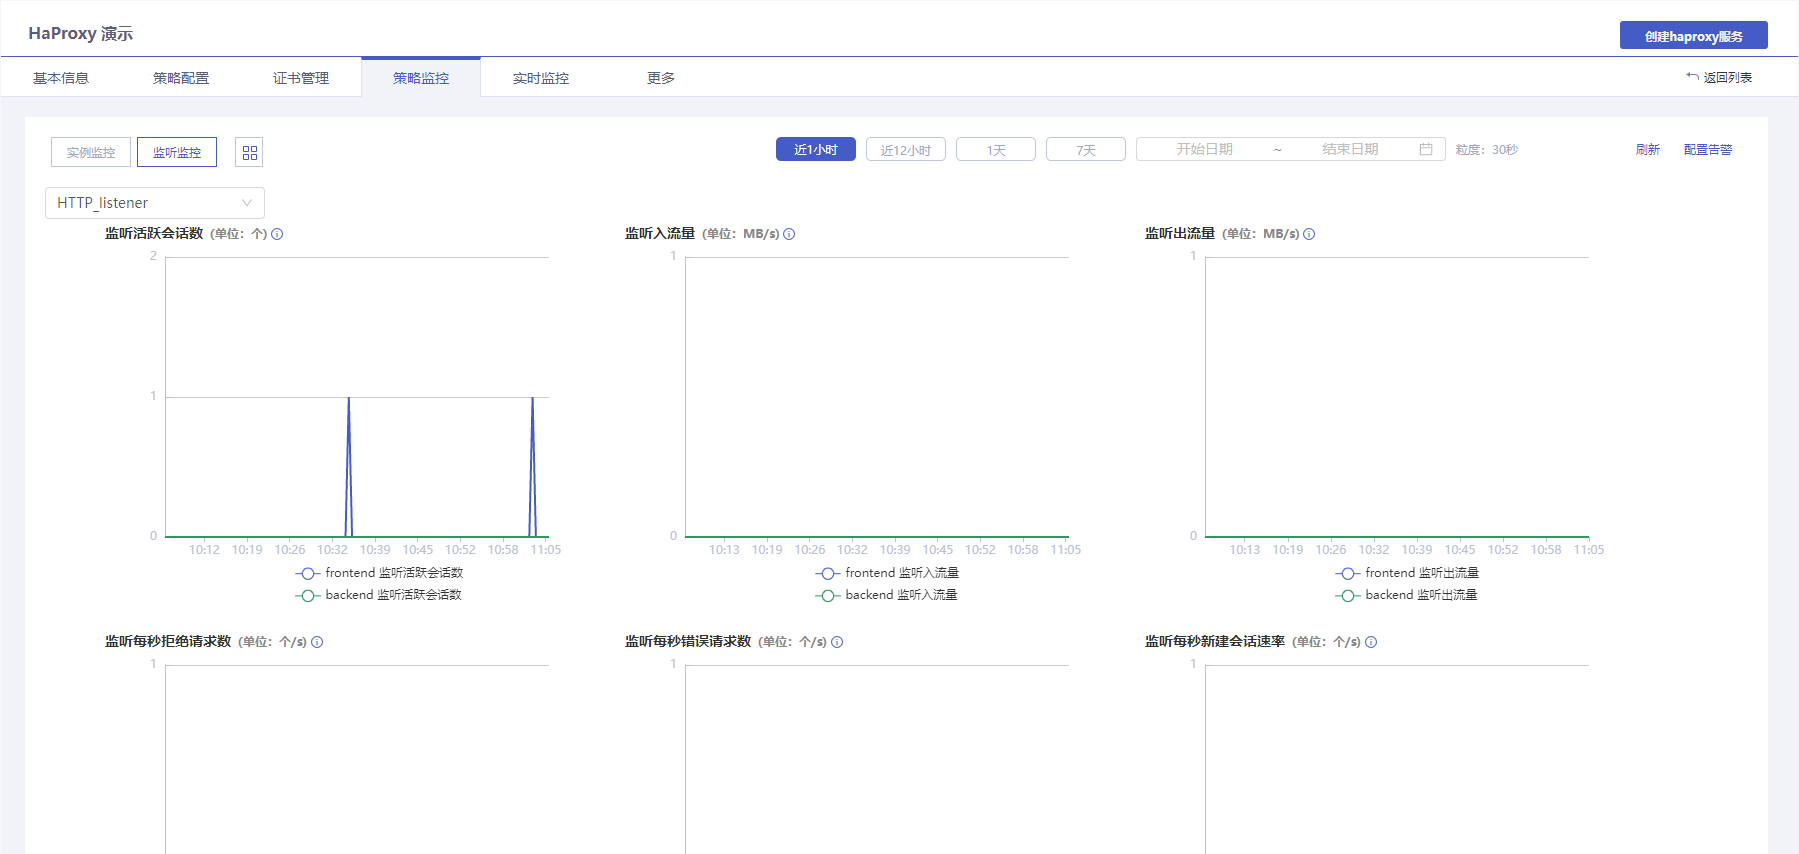 HaProxy 演示
创建haproxy服务
基本信息 策略配置 证书管理 策略监控 实时监控 更多 返回列表
实例监控 监听监控 近1小时 近12小时 1天 7天 开始日期 ~ 结束日期 粒度：30秒 刷新 配置告警
HTTP_listener
监听活跃会话数 (单位：个)
2
1
0
10:12 10:19 10:26 10:32 10:39 10:45 10:52 10:58 11:05
frontend 监听活跃会话数
backend 监听活跃会话数
监听入流量 (单位：MB/s)
1
0
10:13 10:19 10:26 10:32 10:39 10:45 10:52 10:58 11:05
frontend 监听入流量
backend 监听入流量
监听出流量 (单位：MB/s)
1
0
10:13 10:19 10:26 10:32 10:39 10:45 10:52 10:58 11:05
frontend 监听出流量
backend 监听出流量
监听每秒拒绝请求数 (单位：个/s)
1
监听每秒错误请求数 (单位：个/s)
1
监听每秒新建会话速率 (单位：个/s)
1